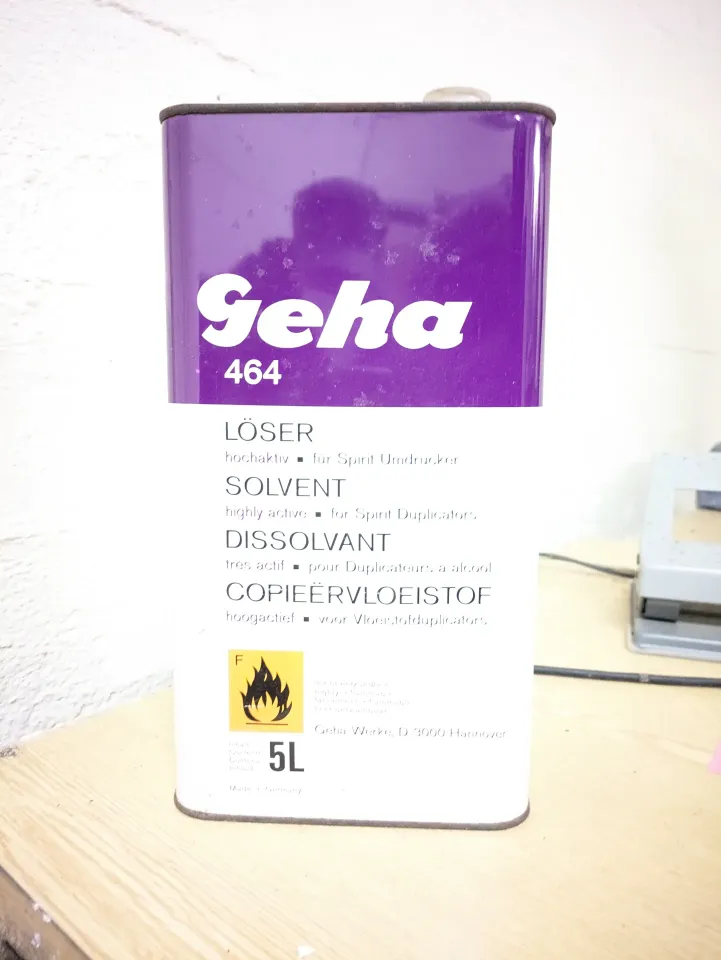 Geha
464
LÖSER
hochaktiv ▪ für Spirit Umdrucker
SOLVENT
highly active ▪ for Spirit Duplicators
DISSOLVANT
très actif ▪ pour Duplicateurs à alcool
COPIEËRVLOEISTOF
hoogactief ▪ voor Vloeistofduplicators
F
Geha-Werke, D 3000 Hannover
5L
Made in Germany